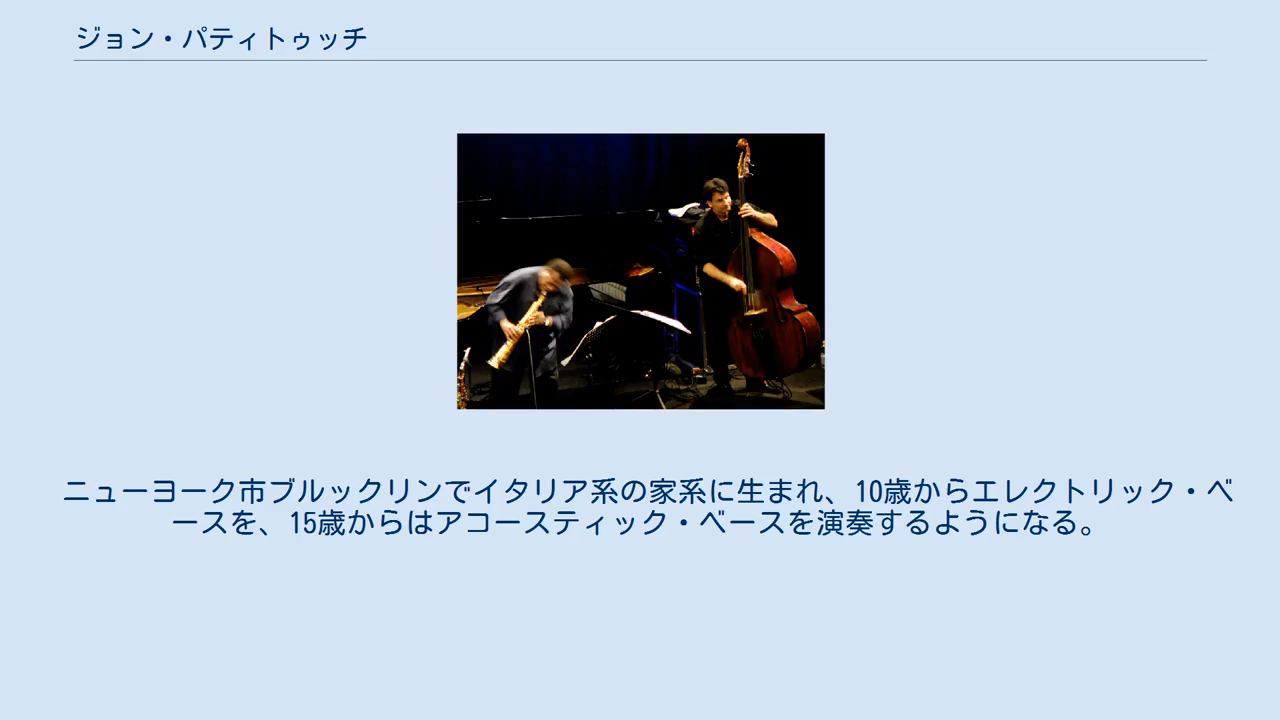 ジョン・パティトゥッチ
ニューヨーク市ブルックリンでイタリア系の家系に生まれ、10歳からエレクトリック・ベ
ースを、15歳からはアコースティック・ベースを演奏するようになる。